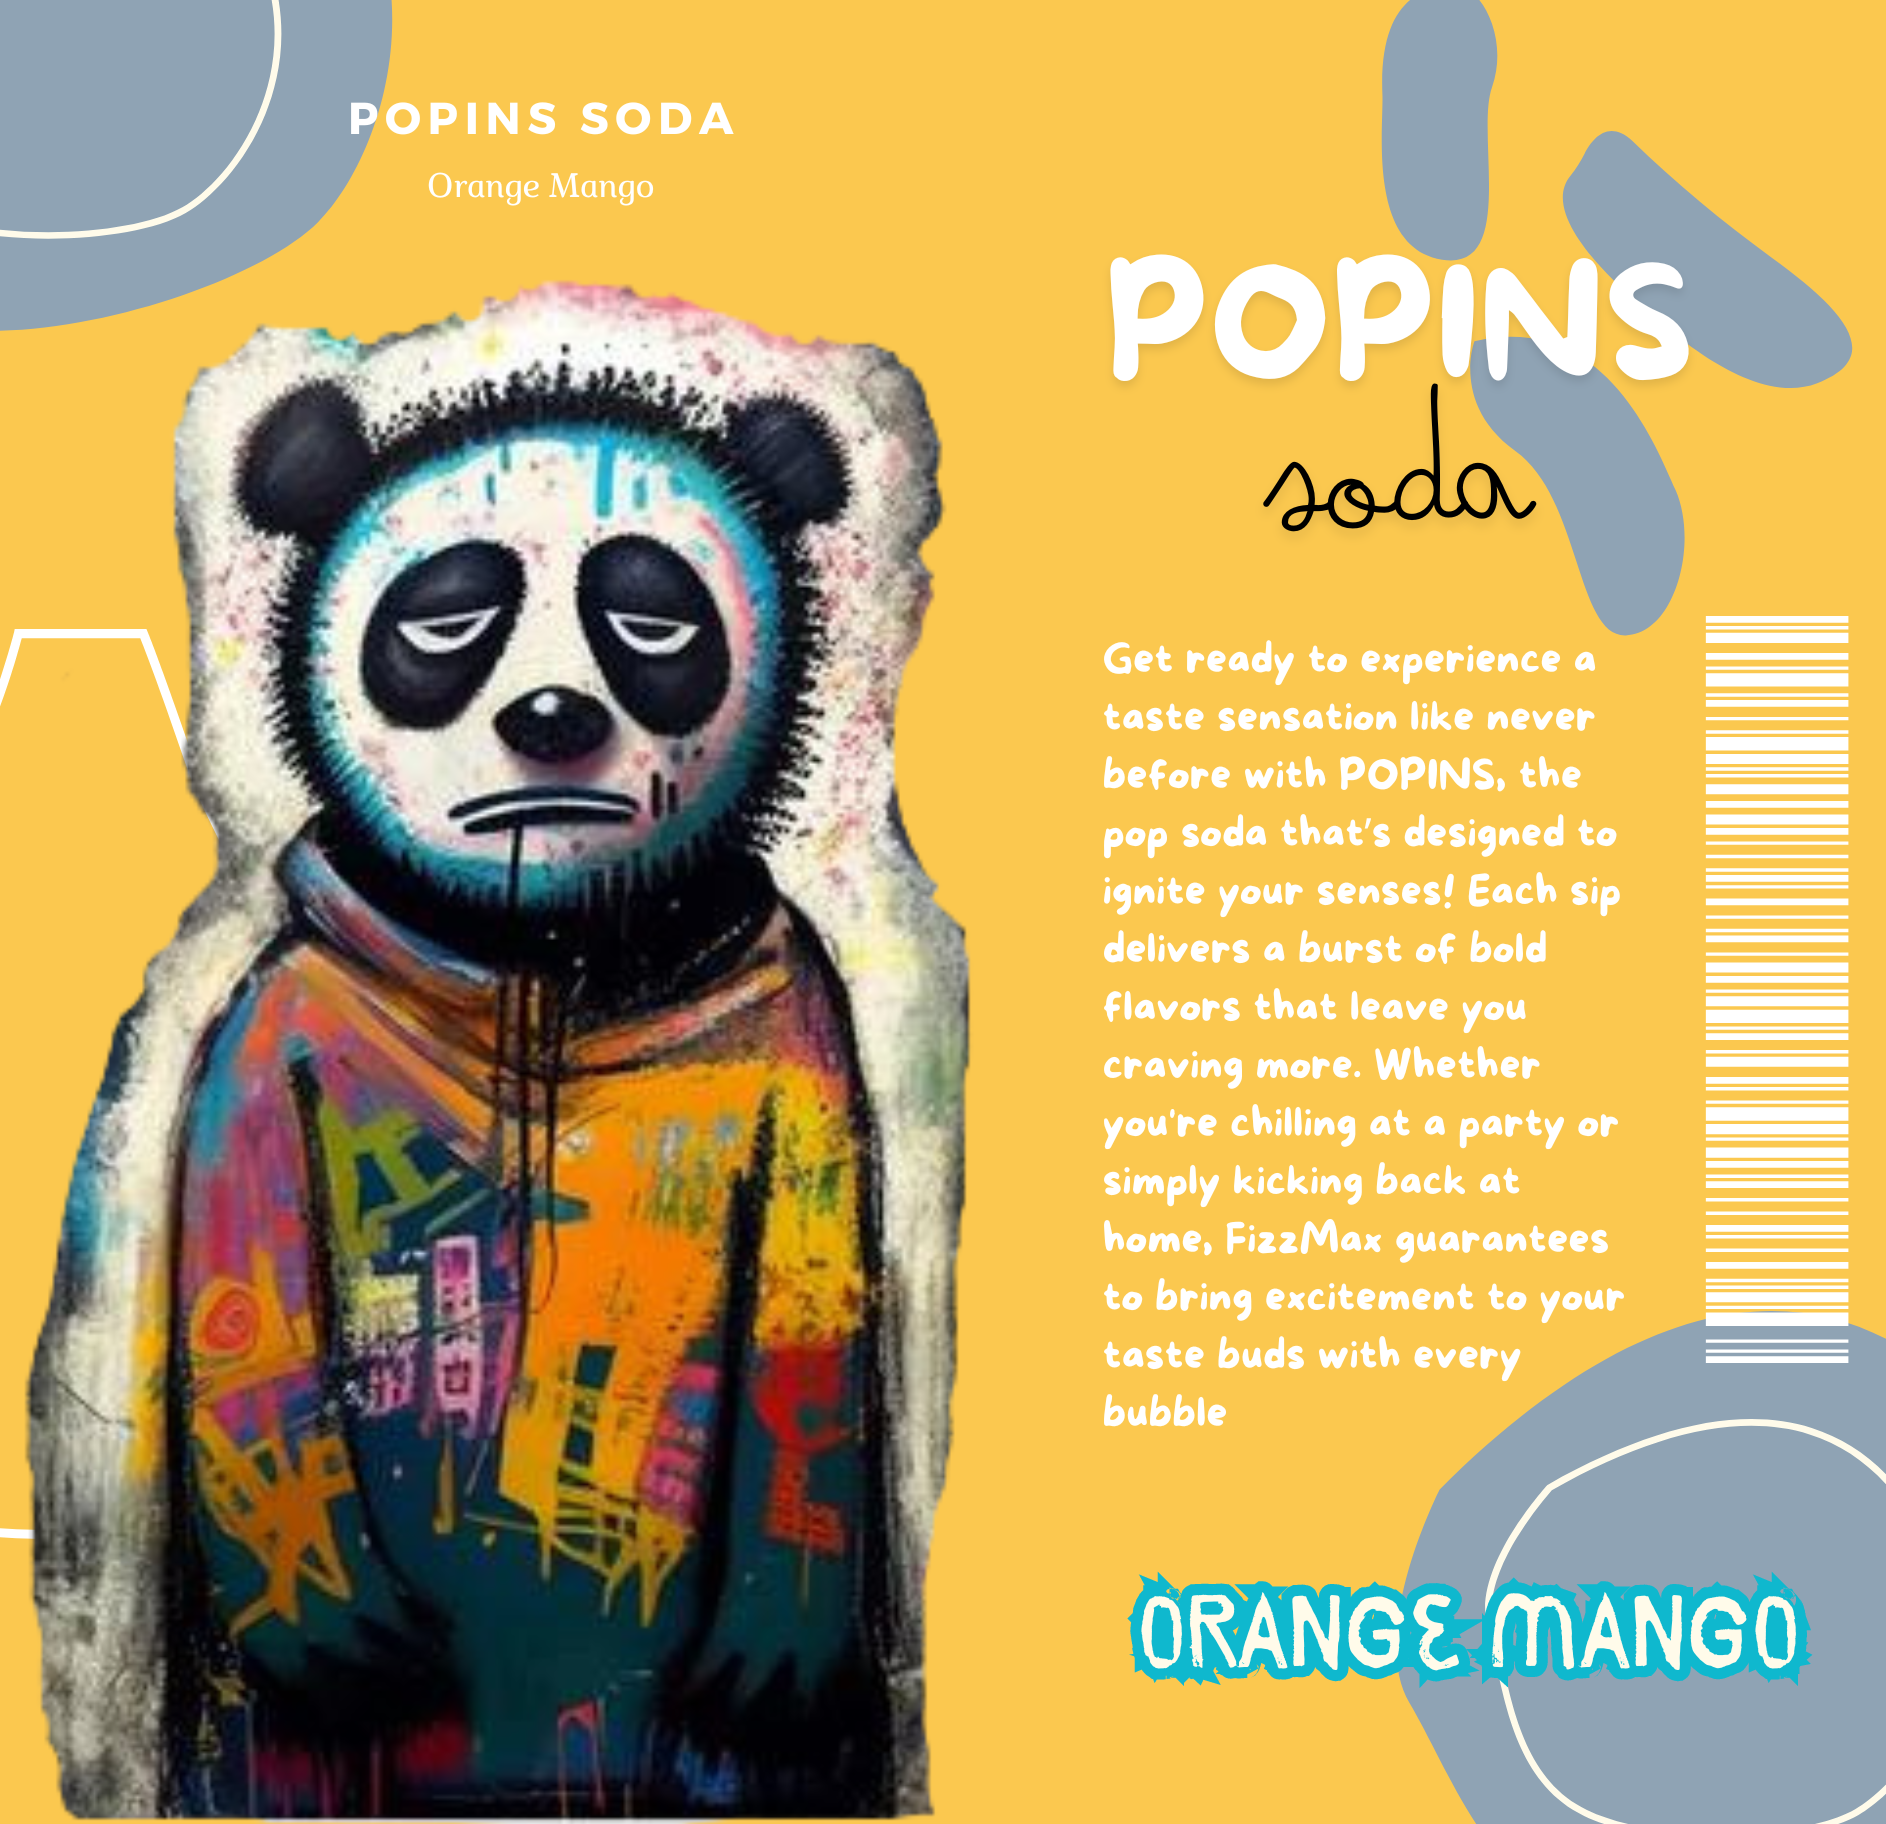 POPINS SODA
Orange Mango
POPINS
soda
Get ready to experience a
taste sensation like never
before with POPINS, the
pop soda that's designed to
ignite your senses! Each sip
delivers a burst of bold
flavors that leave you
craving more. Whether
you're chilling at a party or
simply kicking back at
home, FizzMax guarantees
to bring excitement to your
taste buds with every
bubble
ORANGE MANGO